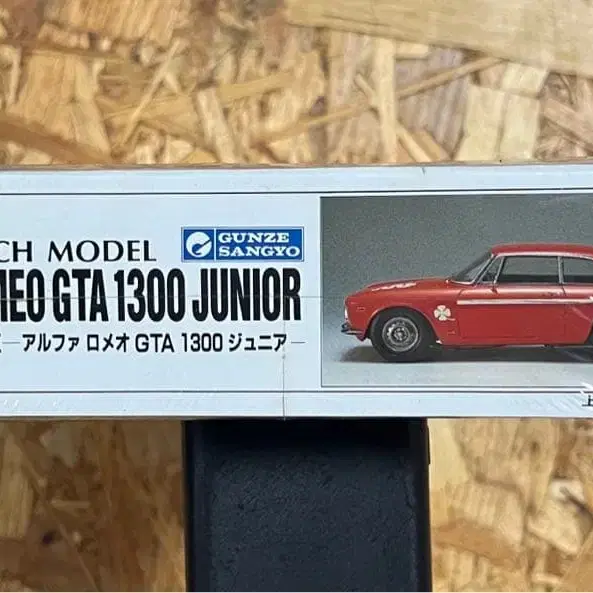 CH MODEL
GUNZE
SANGYO
MEO GTA 1300 JUNIOR
アルファ ロメオ GTA 1300 ジュニア